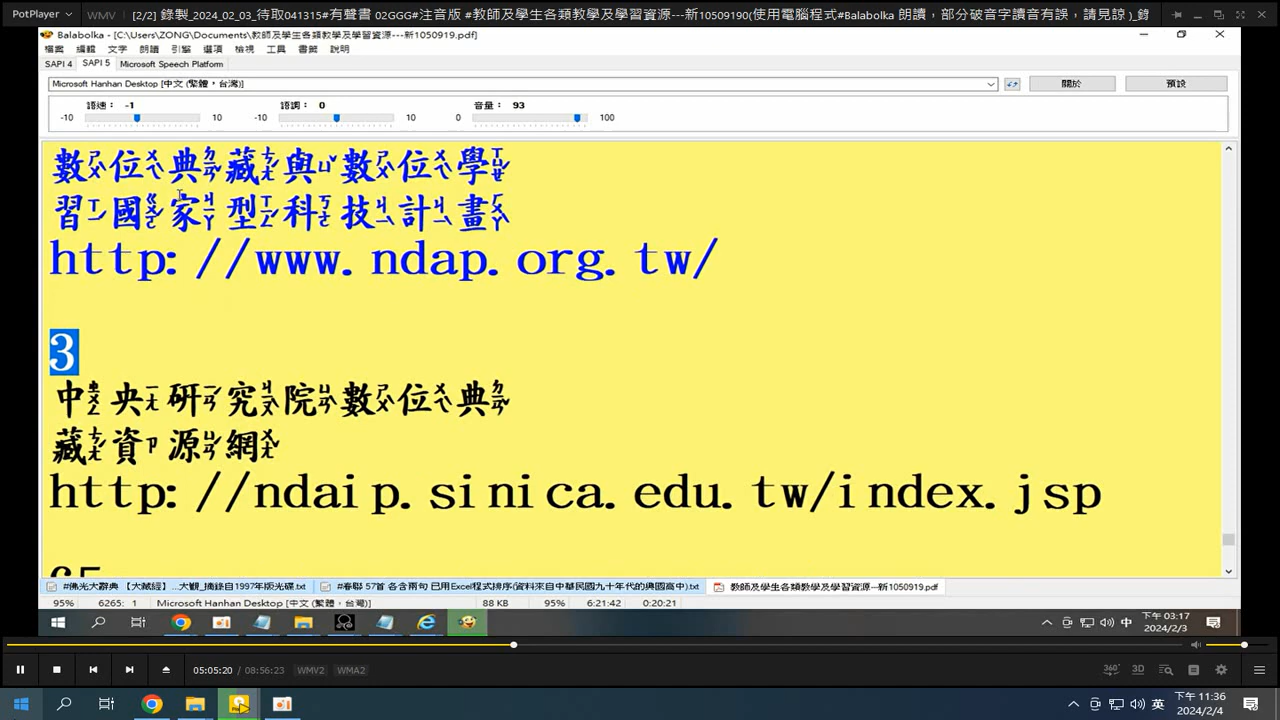 PotPlayer WMV [2/2] 錄製_2024_02_03_待取041315#有聲書 02GGG#注音版 #教師及學生各類教學及學習資源---新10509190(使用電腦程式#Balabolka 朗讀，部分破音字讀音有誤，請見諒 )_錄
Balabolka - [C:\Users\ZONG\Documents\教師及學生各類教學及學習資源---新1050919.pdf]
檔案 編輯 文字 朗讀 引擎 選項 檢視 工具 書籤 說明
SAPI 4 SAPI 5 Microsoft Speech Platform
Microsoft Hanhan Desktop [中文 (繁體，台灣)] 關於 預設
語速： -1 語調： 0 音量： 93
-10 10 -10 10 0 100
數位典藏與數位學
習國家型科技計畫
http://www.ndap.org.tw/
3
中央研究院數位典
藏資源網
http://ndaip.sinica.edu.tw/index.jsp
65
#佛光大辭典 【大藏經】...大觀_摘錄自1997年版光碟.txt #春聯 57首 各含兩句 已用Excel程式排序(資料來自中華民國九十年代的興國高中).txt 教師及學生各類教學及學習資源---新1050919.pdf
95% 6265: 1 Microsoft Hanhan Desktop [中文 (繁體，台灣)] 88 KB 95% 6:21:42 0:20:21
中 下午 03:17
2024/2/3
05:05:20 / 08:56:23 WMV2 WMA2 360° 3D
英 下午 11:36
2024/2/4